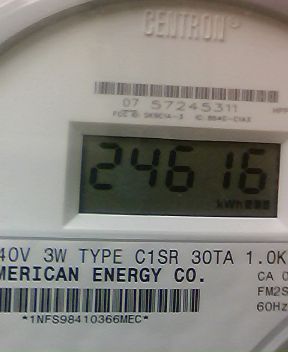 CENTRON®
07 57245311
24616
kWh
40V 3W TYPE C1SR 30TA 1.0K
MERICAN ENERGY CO.
CA 0
FM2S
60Hz
*1NFS98410366MEC*